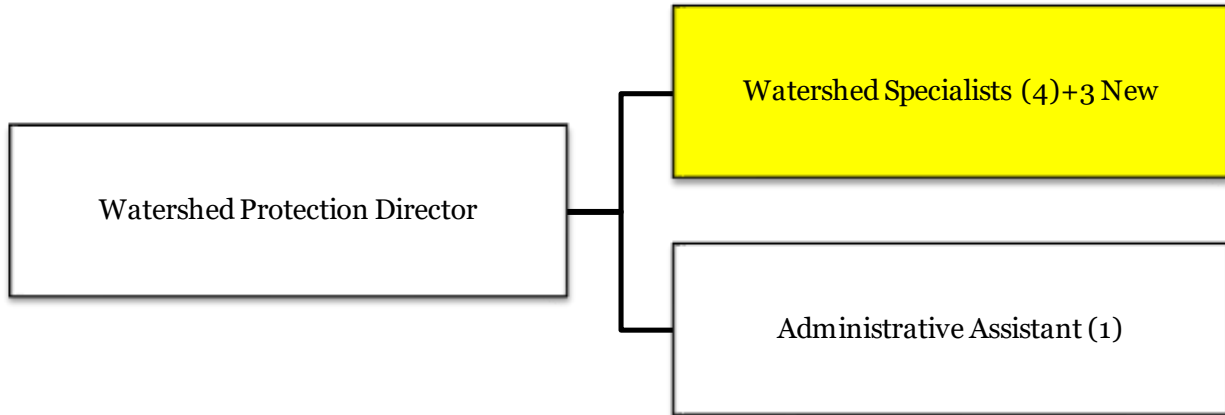 Watershed Specialists (4)+3 New
Watershed Protection Director
Administrative Assistant (1)